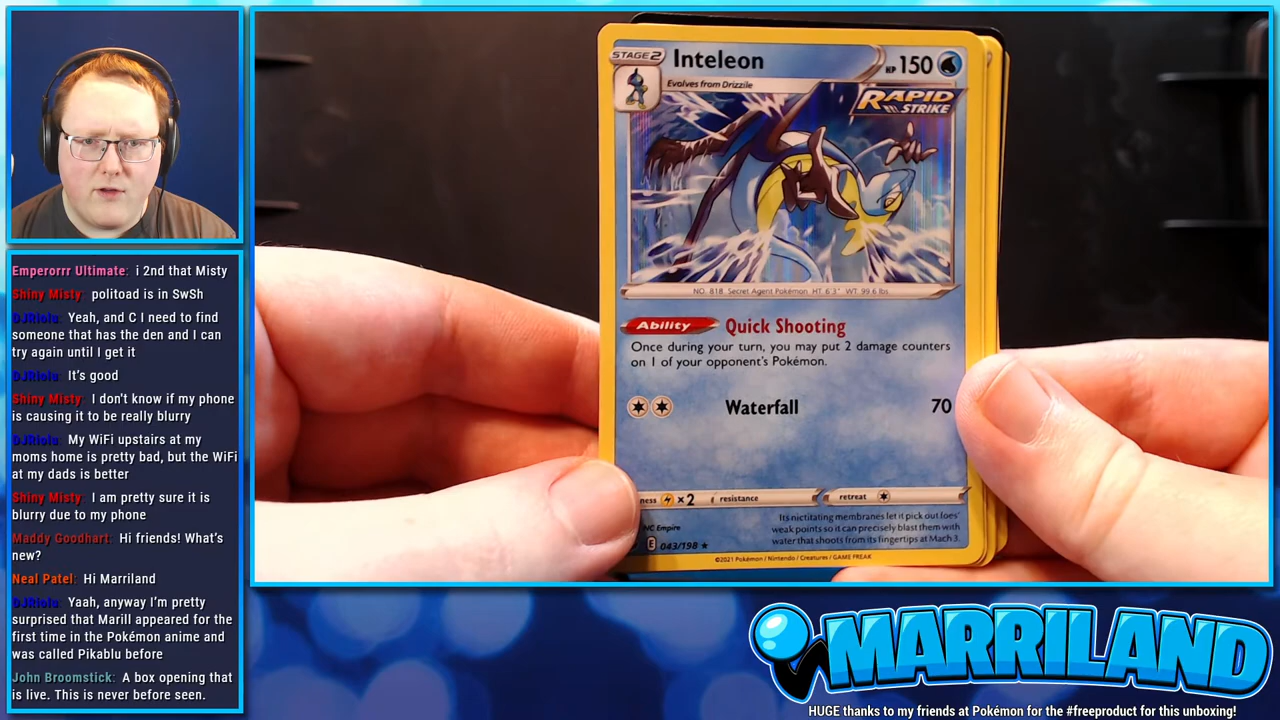 Emperorrr Ultimate: i 2nd that Misty
Shiny Misty: politoad is in SwSh
DJRiolu: Yeah, and C I need to find
someone that has the den and I can
try again until I get it
DJRiolu: It's good
Shiny Misty: I don't know if my phone
is causing it to be really blurry
DJRiolu: My WiFi upstairs at my
moms home is pretty bad, but the WiFi
at my dads is better
Shiny Misty: I am pretty sure it is
blurry due to my phone
Maddy Goodhart: Hi friends! What's
new?
Neal Patel: Hi Marriland
DJRiolu: Yaah, anyway I'm pretty
surprised that Marill appeared for the
first time in the Pokémon anime and
was called Pikablu before
John Broomstick: A box opening that
is live. This is never before seen.
STAGE 2
Inteleon
HP 150
Evolves from Drizzile
RAPID
STRIKE
NO. 818 Secret Agent Pokémon HT: 6'3" WT: 99.6 lbs
Ability Quick Shooting
Once during your turn, you may put 2 damage counters
on 1 of your opponent's Pokémon.
Waterfall 70
ness ×2 resistance retreat
NC Empire
E 043/198 ★
Its nictitating membranes let it pick out foes'
weak points so it can precisely blast them with
water that shoots from its fingertips at Mach 3.
©2021 Pokémon / Nintendo / Creatures / GAME FREAK
MARRILAND
HUGE thanks to my friends at Pokémon for the #freeproduct for this unboxing!